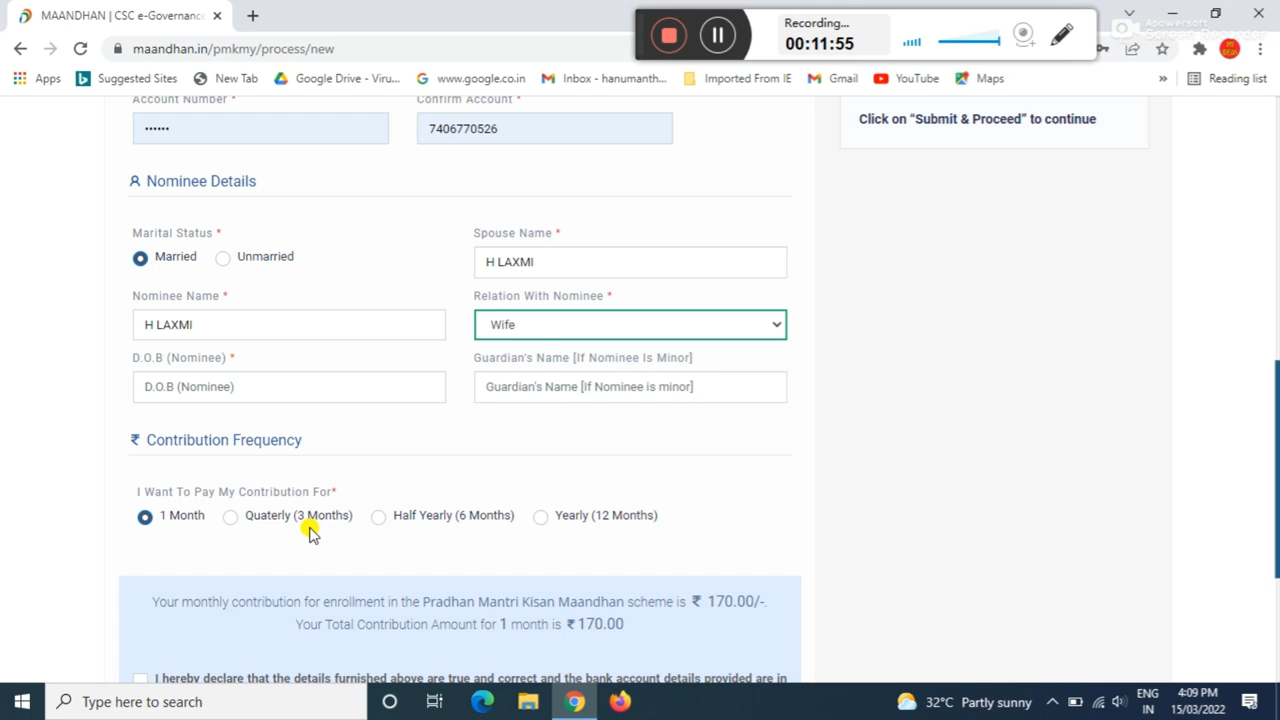 MAANDHAN | CSC e-Governance
Recording...
00:11:55
Apowersoft
Screen Recorder
maandhan.in/pmkmy/process/new
Apps
Suggested Sites
New Tab
Google Drive - Viru...
www.google.co.in
Inbox - hanumanth...
Imported From IE
Gmail
YouTube
Maps
»
Reading list
Account Number *
Confirm Account *
••••••
7406770526
Click on “Submit & Proceed” to continue
Nominee Details
Marital Status *
Spouse Name *
Married
Unmarried
H LAXMI
Nominee Name *
Relation With Nominee *
H LAXMI
Wife
D.O.B (Nominee) *
Guardian's Name [If Nominee Is Minor]
D.O.B (Nominee)
Guardian's Name [If Nominee is minor]
₹ Contribution Frequency
I Want To Pay My Contribution For*
1 Month
Quaterly (3 Months)
Half Yearly (6 Months)
Yearly (12 Months)
Your monthly contribution for enrollment in the Pradhan Mantri Kisan Maandhan scheme is ₹ 170.00/-.
Your Total Contribution Amount for 1 month is ₹170.00
I hereby declare that the details furnished above are true and correct and the bank account details provided are in
Type here to search
32°C Partly sunny
ENG
IN
4:09 PM
15/03/2022